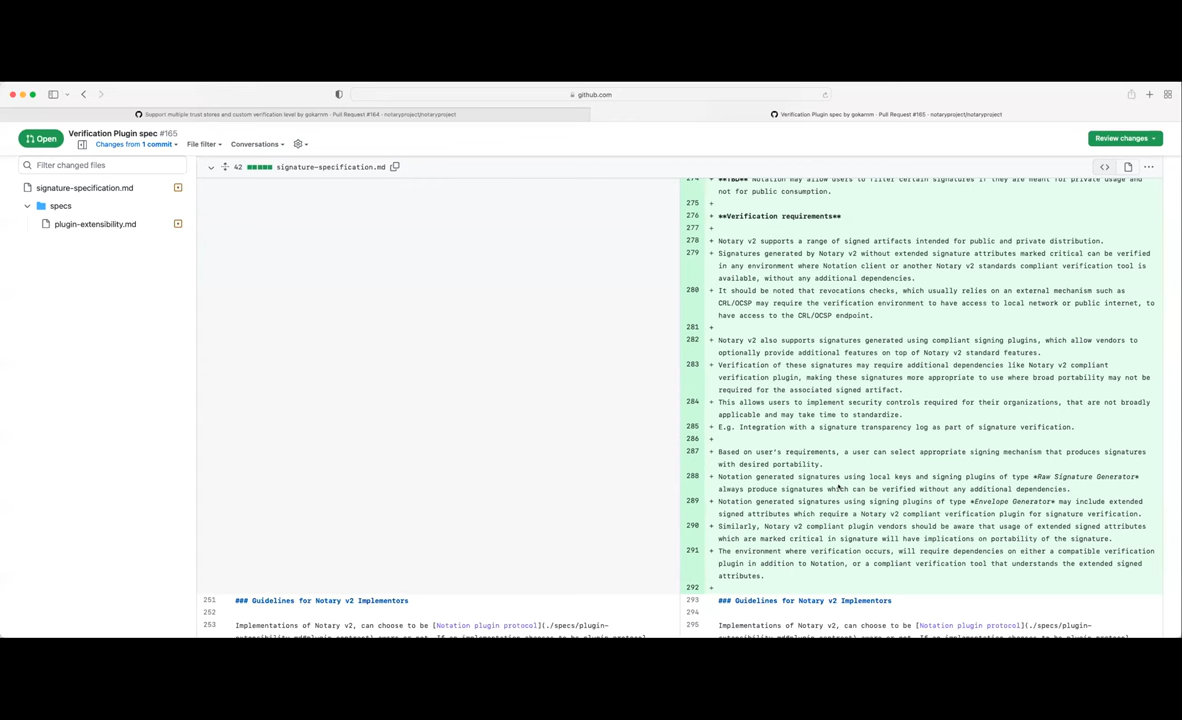 github.com
Support multiple trust stores and custom verification level by gokarnm · Pull Request #164 · notaryproject/notaryproject
Verification Plugin spec by gokarnm · Pull Request #165 · notaryproject/notaryproject
Open
Verification Plugin spec #165
Changes from 1 commit
File filter
Conversations
Review changes
Filter changed files
42 signature-specification.md
signature-specification.md
specs
plugin-extensibility.md
274 + **TBD** Notation may allow users to filter certain signatures if they are meant for private usage and
not for public consumption.
275 +
276 + **Verification requirements**
277 +
278 + Notary v2 supports a range of signed artifacts intended for public and private distribution.
279 + Signatures generated by Notary v2 without extended signature attributes marked critical can be verified
in any environment where Notation client or another Notary v2 standards compliant verification tool is
available, without any additional dependencies.
280 + It should be noted that revocations checks, which usually relies on an external mechanism such as
CRL/OCSP may require the verification environment to have access to local network or public internet, to
have access to the CRL/OCSP endpoint.
281 +
282 + Notary v2 also supports signatures generated using compliant signing plugins, which allow vendors to
optionally provide additional features on top of Notary v2 standard features.
283 + Verification of these signatures may require additional dependencies like Notary v2 compliant
verification plugin, making these signatures more appropriate to use where broad portability may not be
required for the associated signed artifact.
284 + This allows users to implement security controls required for their organizations, that are not broadly
applicable and may take time to standardize.
285 + E.g. Integration with a signature transparency log as part of signature verification.
286 +
287 + Based on user's requirements, a user can select appropriate signing mechanism that produces signatures
with desired portability.
288 + Notation generated signatures using local keys and signing plugins of type *Raw Signature Generator*
always produce signatures which can be verified without any additional dependencies.
289 + Notation generated signatures using signing plugins of type *Envelope Generator* may include extended
signed attributes which require a Notary v2 compliant verification plugin for signature verification.
290 + Similarly, Notary v2 compliant plugin vendors should be aware that usage of extended signed attributes
which are marked critical in signature will have implications on portability of the signature.
291 + The environment where verification occurs, will require dependencies on either a compatible verification
plugin in addition to Notation, or a compliant verification tool that understands the extended signed
attributes.
292 +
251 ### Guidelines for Notary v2 Implementors
293 ### Guidelines for Notary v2 Implementors
252
294
253 Implementations of Notary v2, can choose to be [Notation plugin protocol](./specs/plugin-
295 Implementations of Notary v2, can choose to be [Notation plugin protocol](./specs/plugin-